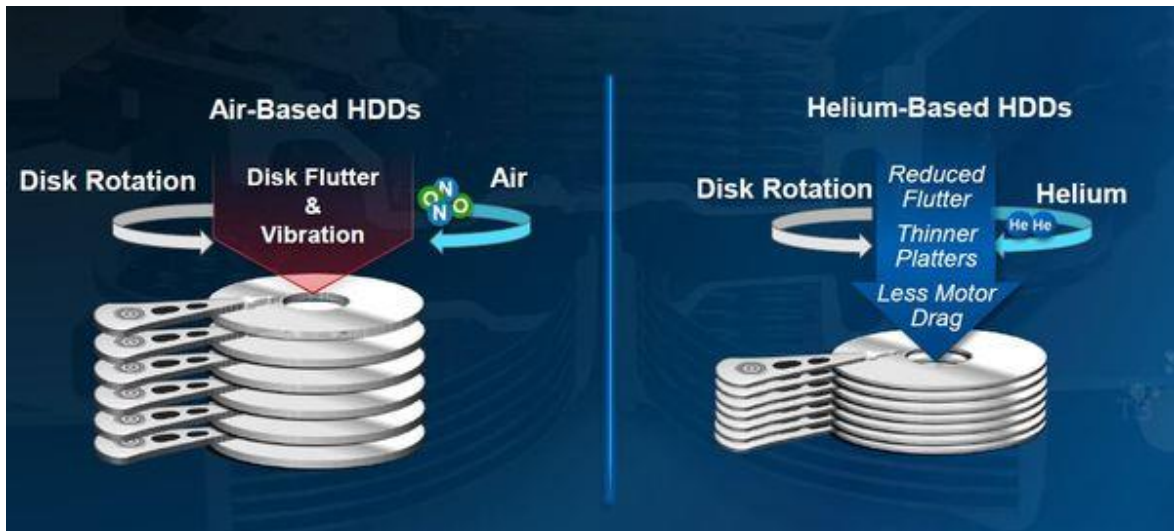 Air-Based HDDs
Disk Rotation
Disk Flutter
&
Vibration
Air
N
O
O
N
Helium-Based HDDs
Disk Rotation
Reduced
Flutter
Thinner
Platters
Less Motor
Drag
Helium
He He